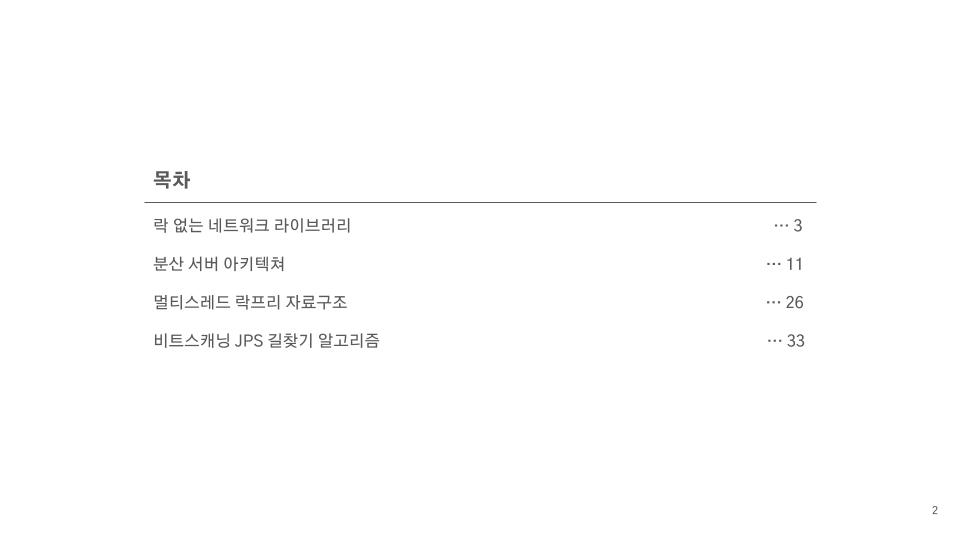 목차
락 없는 네트워크 라이브러리 ··· 3
분산 서버 아키텍쳐 ··· 11
멀티스레드 락프리 자료구조 ··· 26
비트스캐닝 JPS 길찾기 알고리즘 ··· 33
2